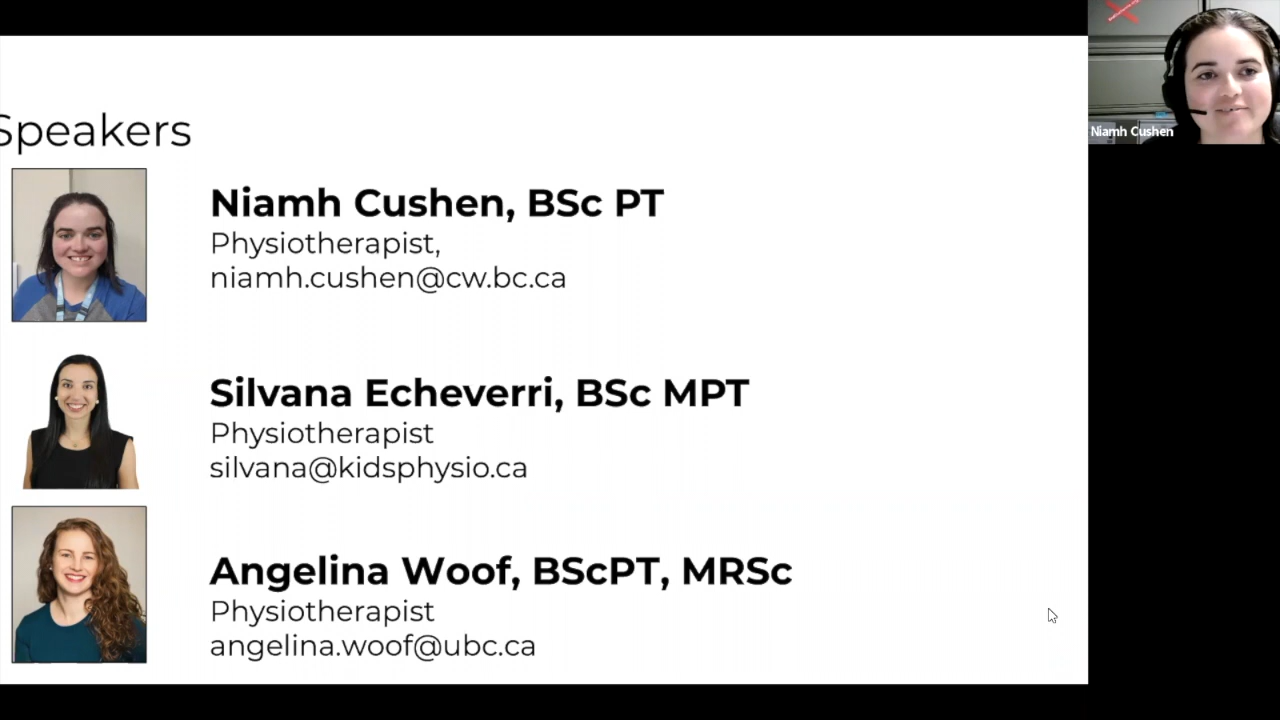 Speakers
Niamh Cushen, BSc PT
Physiotherapist,
niamh.cushen@cw.bc.ca
Silvana Echeverri, BSc MPT
Physiotherapist
silvana@kidsphysio.ca
Angelina Woof, BScPT, MRSc
Physiotherapist
angelina.woof@ubc.ca
Niamh Cushen